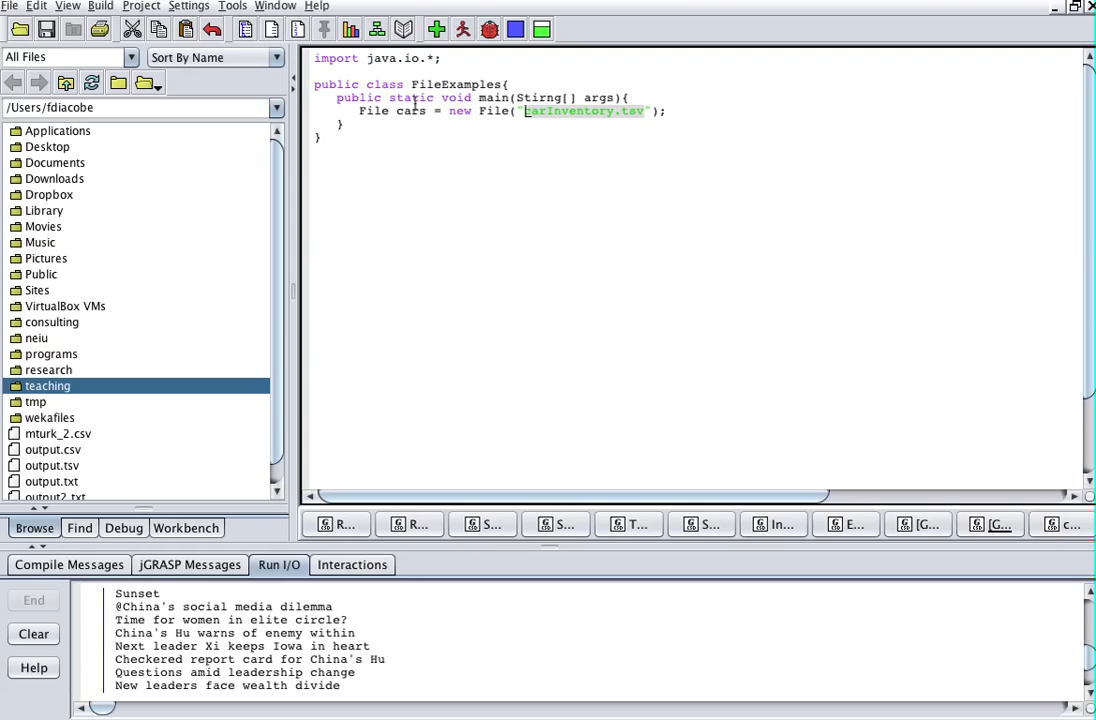 File Edit View Build Project Settings Tools Window Help
All Files Sort By Name
/Users/fdiacobe
Applications
Desktop
Documents
Downloads
Dropbox
Library
Movies
Music
Pictures
Public
Sites
VirtualBox VMs
consulting
neiu
programs
research
teaching
tmp
wekafiles
mturk_2.csv
output.csv
output.tsv
output.txt
output2.txt
Browse Find Debug Workbench
import java.io.*;
public class FileExamples{
public static void main(Stirng[] args){
File cars = new File("carInventory.tsv");
}
}
R... R... S... S... T... S... In... E... [G... [G... c...
Compile Messages jGRASP Messages Run I/O Interactions
End
Clear
Help
Sunset
@China's social media dilemma
Time for women in elite circle?
China's Hu warns of enemy within
Next leader Xi keeps Iowa in heart
Checkered report card for China's Hu
Questions amid leadership change
New leaders face wealth divide